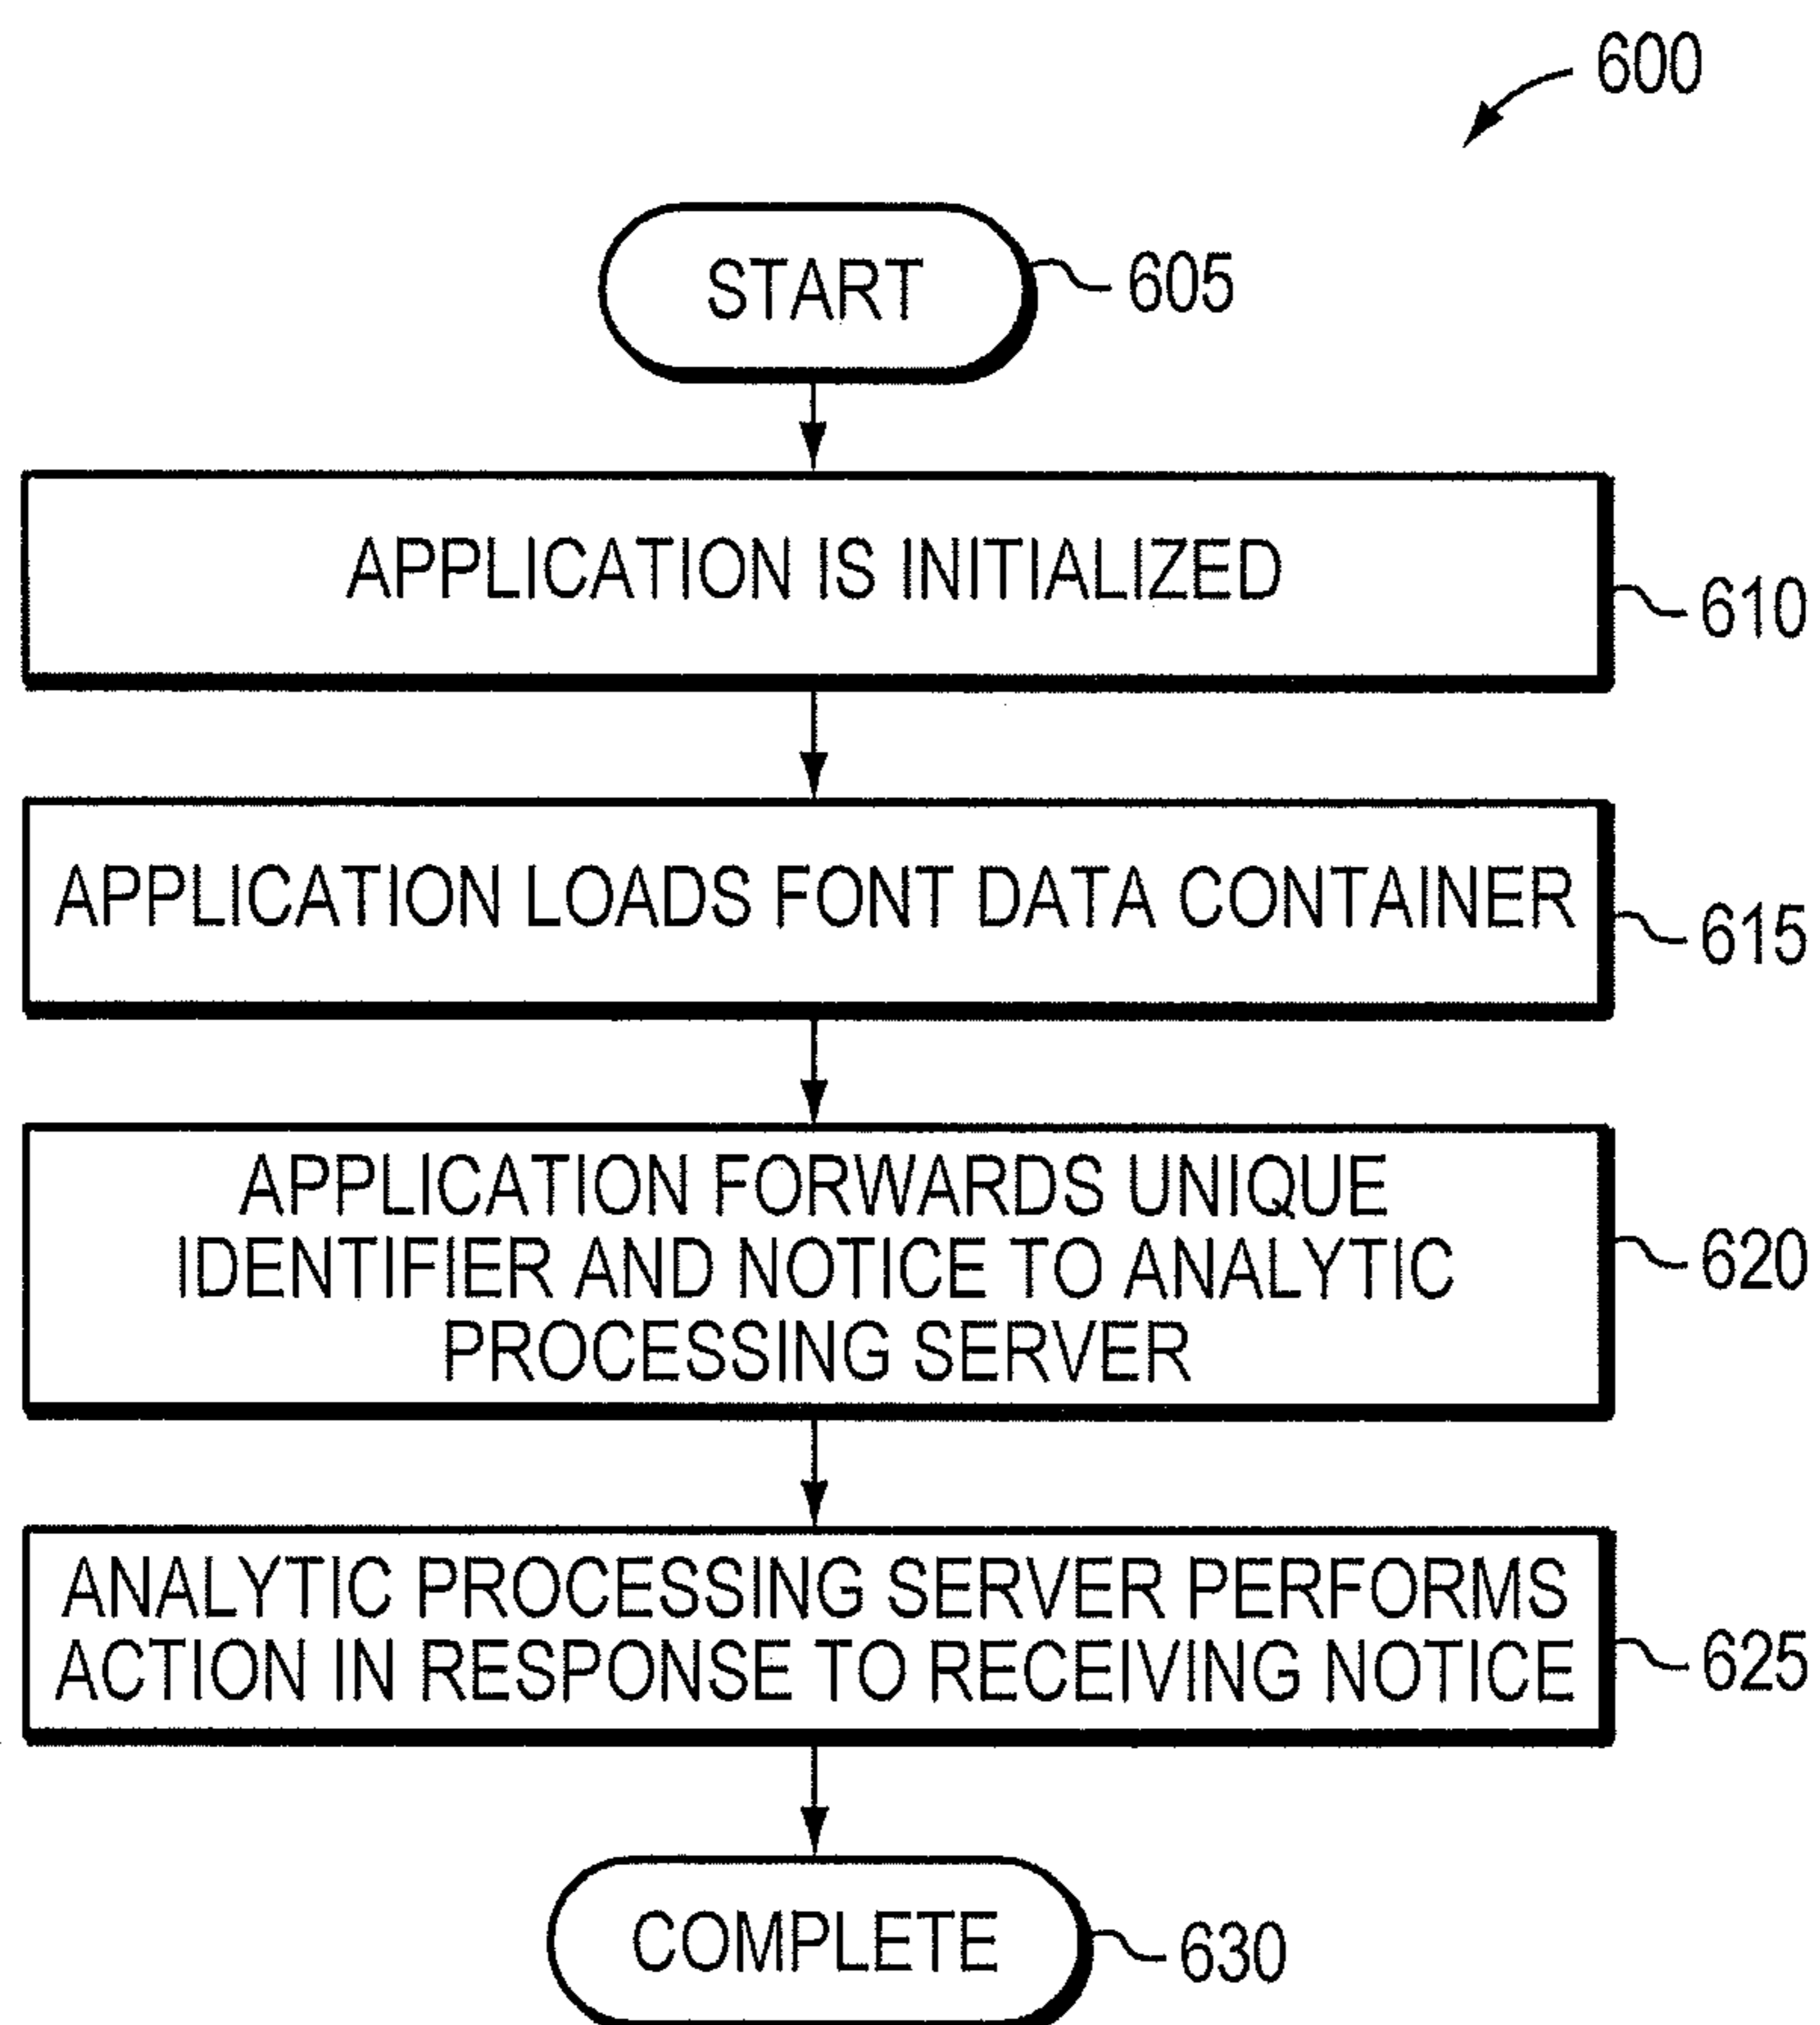 600
START
605
APPLICATION IS INITIALIZED
610
APPLICATION LOADS FONT DATA CONTAINER
615
APPLICATION FORWARDS UNIQUE
IDENTIFIER AND NOTICE TO ANALYTIC
PROCESSING SERVER
620
ANALYTIC PROCESSING SERVER PERFORMS
ACTION IN RESPONSE TO RECEIVING NOTICE
625
COMPLETE
630